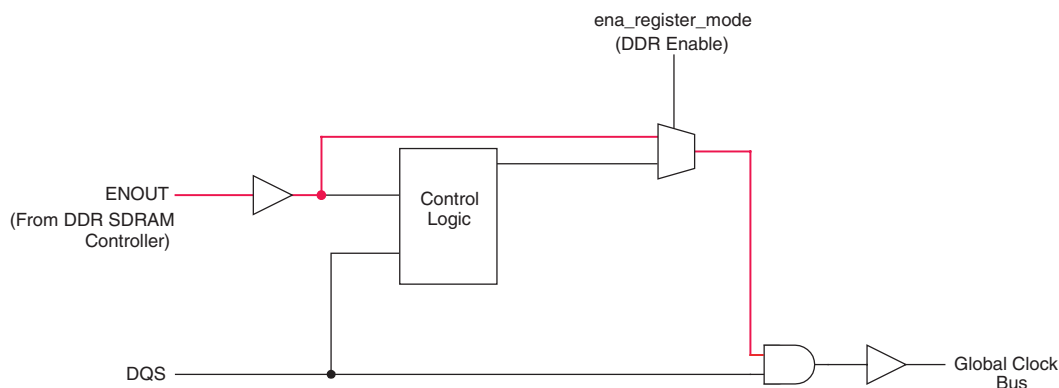 ena_register_mode
(DDR Enable)
ENOUT
(From DDR SDRAM
Controller)
Control
Logic
DQS
Global Clock
Bus